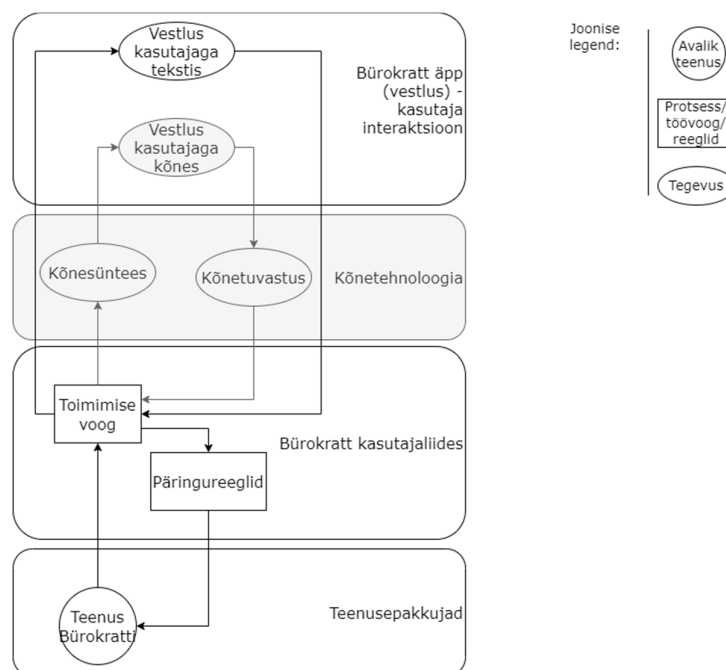 Vestlus
kasutajaga
tekstis
Bürokratt äpp
(vestlus) -
kasutaja
interaktsioon
Vestlus
kasutajaga
kõnes
Kõnesüntees
Kõnetuvastus
Kõnetehnoloogia
Toimimise
voog
Bürokratt kasutajaliides
Päringureeglid
Teenus
Bürokratti
Teenusepakkujad
Joonise
legend:
Avalik
teenus
Protsess/
töövoog/
reeglid
Tegevus